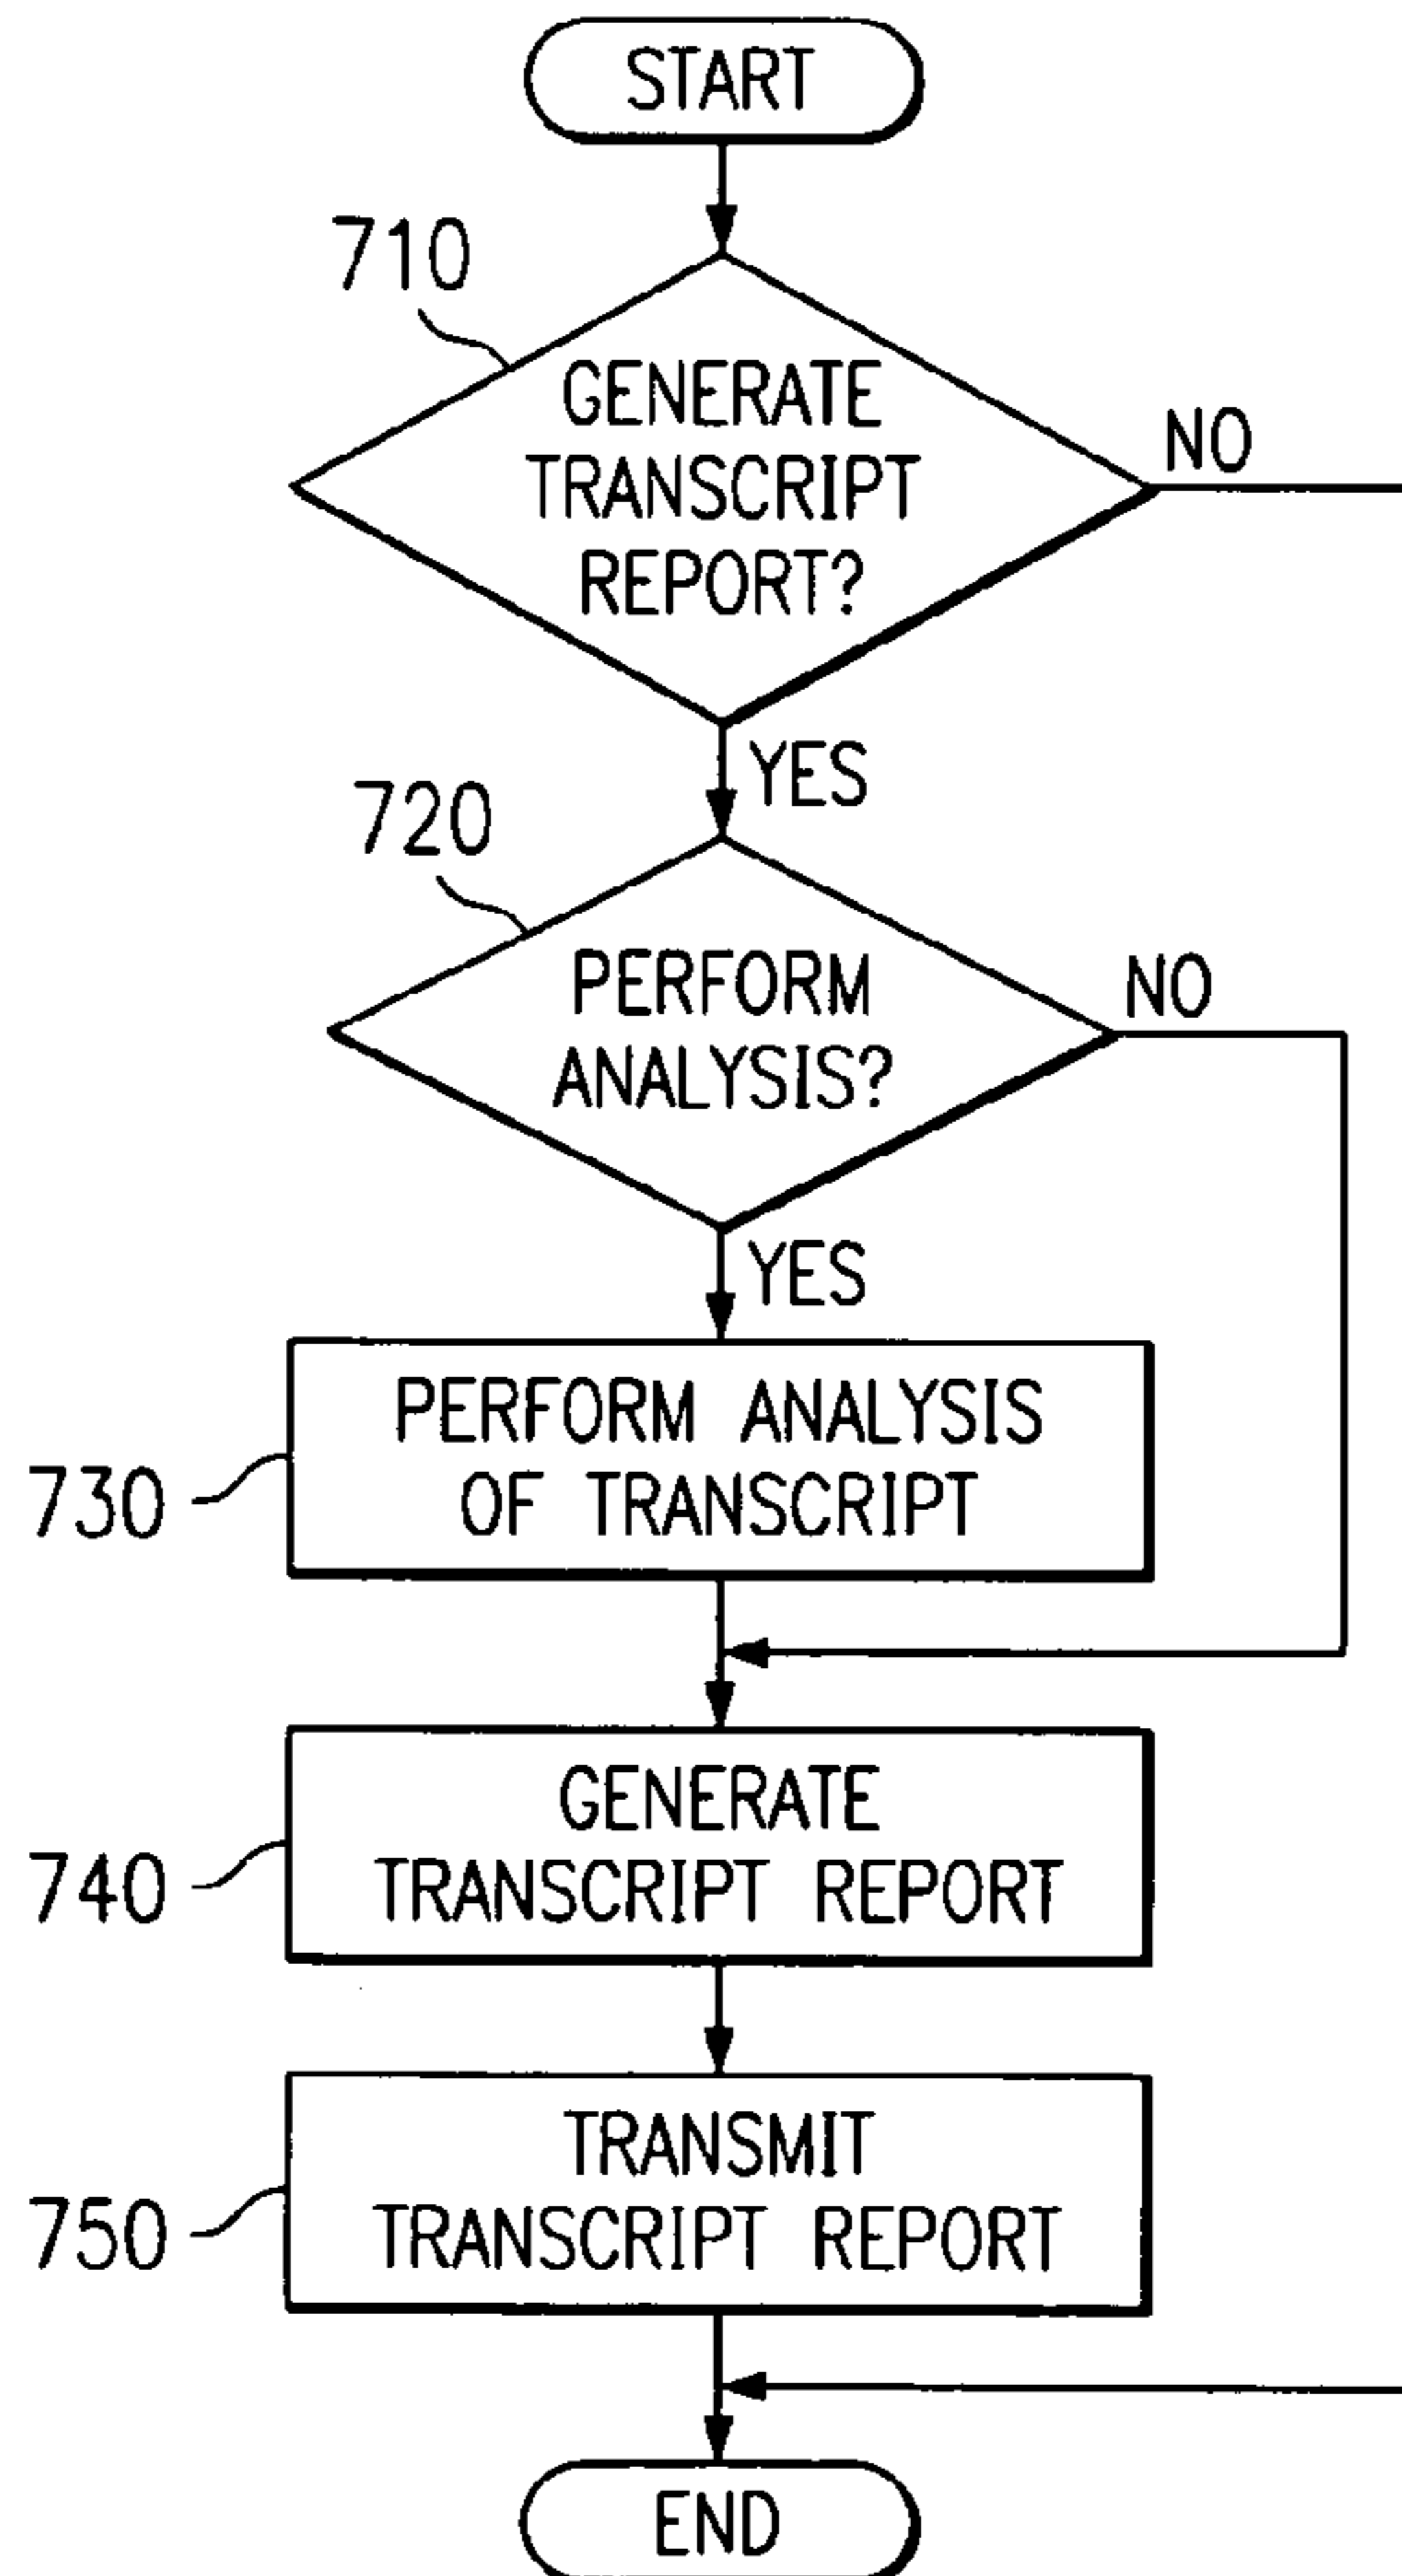 START
710
GENERATE
TRANSCRIPT
REPORT?
NO
YES
720
PERFORM
ANALYSIS?
NO
YES
730
PERFORM ANALYSIS
OF TRANSCRIPT
740
GENERATE
TRANSCRIPT REPORT
750
TRANSMIT
TRANSCRIPT REPORT
END